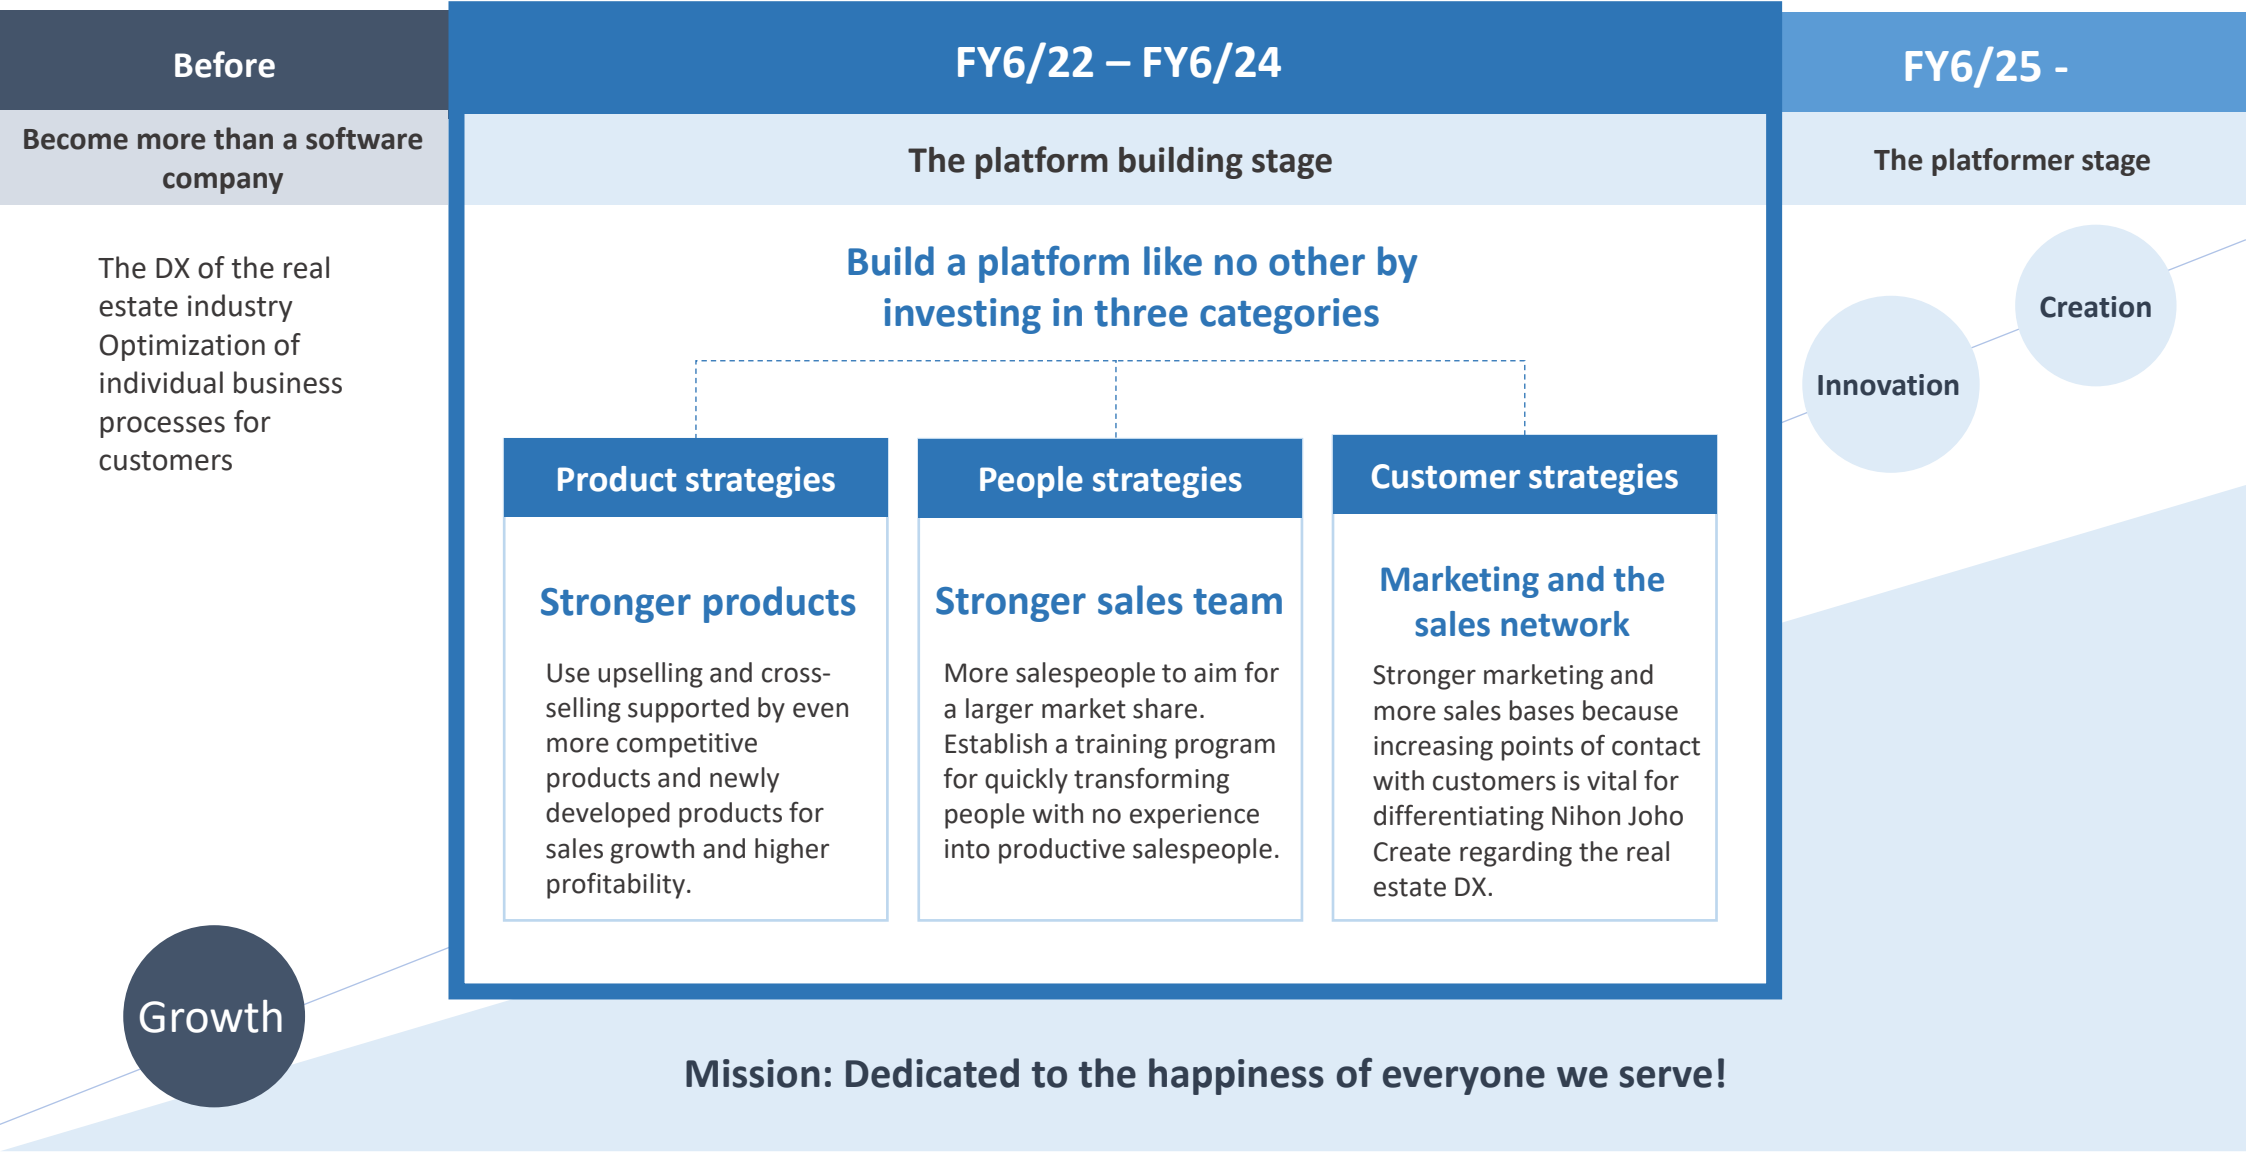 Before
Become more than a software
company
The DX of the real
estate industry
Optimization of
individual business
processes for
customers
Growth
FY6/22 – FY6/24
The platform building stage
Build a platform like no other by
investing in three categories
Product strategies
Stronger products
Use upselling and cross-
selling supported by even
more competitive
products and newly
developed products for
sales growth and higher
profitability.
People strategies
Stronger sales team
More salespeople to aim for
a larger market share.
Establish a training program
for quickly transforming
people with no experience
into productive salespeople.
Customer strategies
Marketing and the
sales network
Stronger marketing and
more sales bases because
increasing points of contact
with customers is vital for
differentiating Nihon Joho
Create regarding the real
estate DX.
FY6/25 -
The platformer stage
Innovation
Creation
Mission: Dedicated to the happiness of everyone we serve!